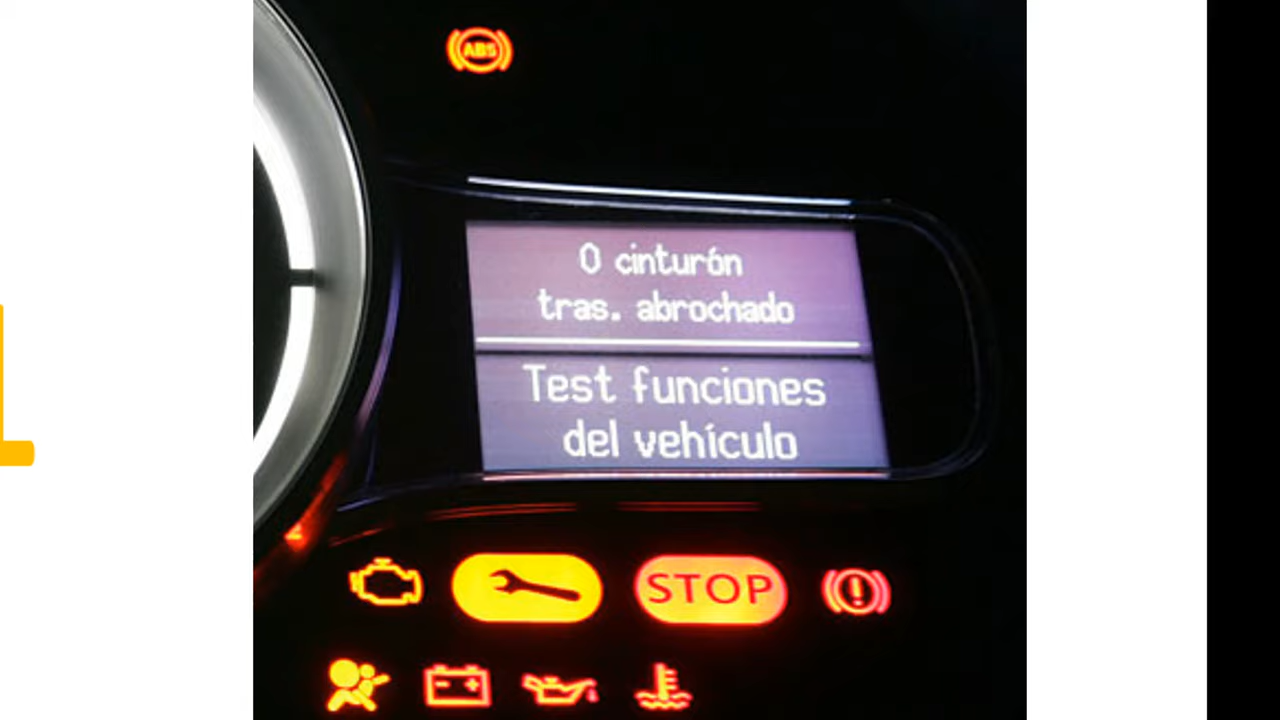 ABS
0 cinturón
tras. abrochado
Test funciones
del vehículo
STOP